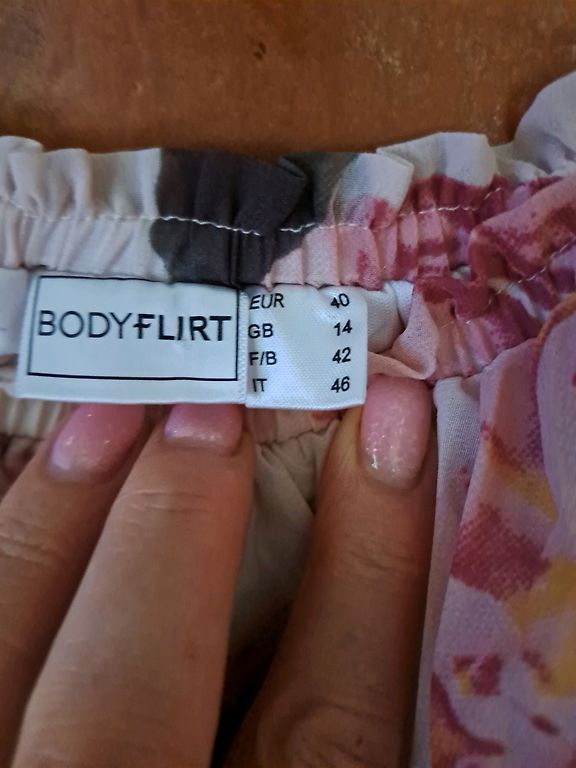 BODYFLIRT
EUR 40
GB 14
F/B 42
IT 46